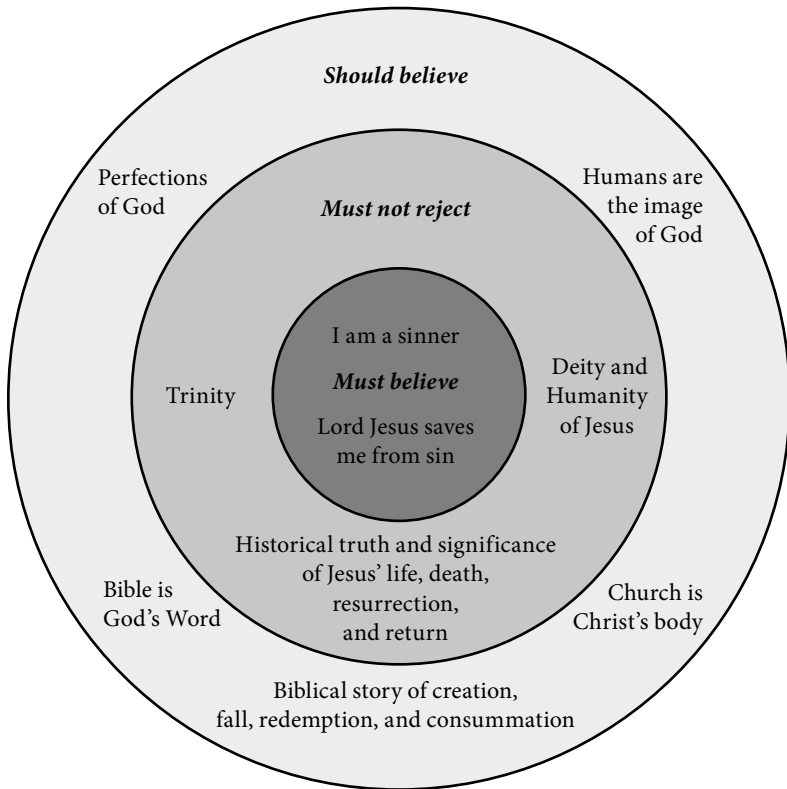 Should believe
Perfections
of God
Humans are
the image
of God
Must not reject
I am a sinner
Must believe
Lord Jesus saves
me from sin
Trinity
Deity and
Humanity
of Jesus
Historical truth and significance
of Jesus’ life, death,
resurrection,
and return
Bible is
God’s Word
Church is
Christ’s body
Biblical story of creation,
fall, redemption, and consummation